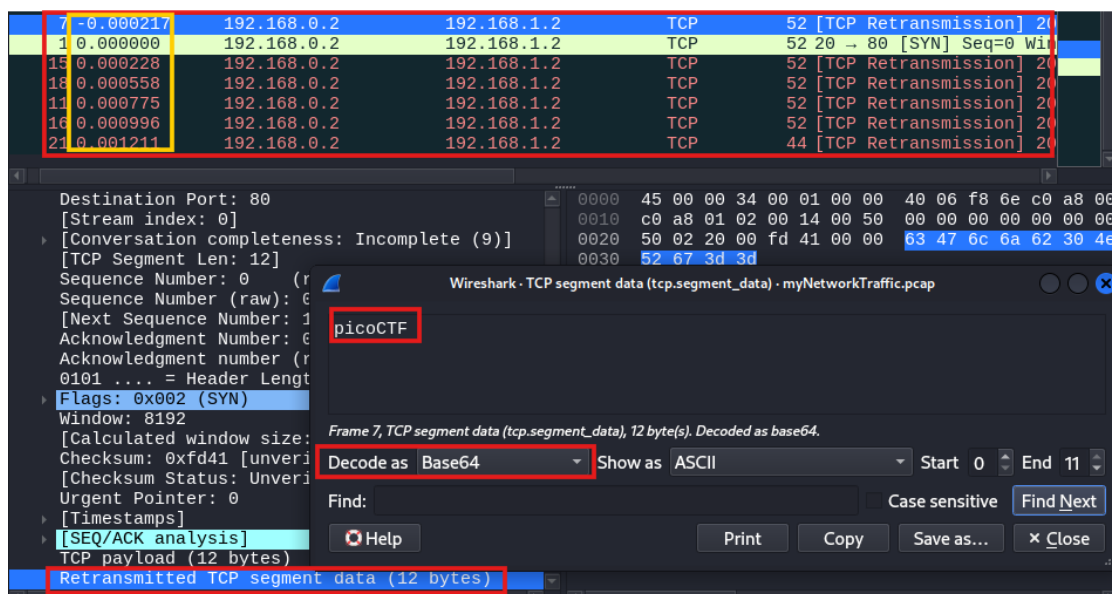 7 -0.000217 192.168.0.2 192.168.1.2 TCP 52 [TCP Retransmission] 20
1 0.000000 192.168.0.2 192.168.1.2 TCP 52 20 → 80 [SYN] Seq=0 Win
15 0.000228 192.168.0.2 192.168.1.2 TCP 52 [TCP Retransmission] 20
18 0.000558 192.168.0.2 192.168.1.2 TCP 52 [TCP Retransmission] 20
11 0.000775 192.168.0.2 192.168.1.2 TCP 52 [TCP Retransmission] 20
16 0.000996 192.168.0.2 192.168.1.2 TCP 52 [TCP Retransmission] 20
21 0.001211 192.168.0.2 192.168.1.2 TCP 44 [TCP Retransmission] 20
Destination Port: 80
[Stream index: 0]
[Conversation completeness: Incomplete (9)]
[TCP Segment Len: 12]
Sequence Number: 0 (r
Sequence Number (raw): 0
[Next Sequence Number: 1
Acknowledgment Number: 0
Acknowledgment number (r
0101 .... = Header Lengt
Flags: 0x002 (SYN)
Window: 8192
[Calculated window size:
Checksum: 0xfd41 [unveri
[Checksum Status: Unveri
Urgent Pointer: 0
[Timestamps]
[SEQ/ACK analysis]
TCP payload (12 bytes)
Retransmitted TCP segment data (12 bytes)
0000 45 00 00 34 00 01 00 00 40 06 f8 6e c0 a8 00
0010 c0 a8 01 02 00 14 00 50 00 00 00 00 00 00 00
0020 50 02 20 00 fd 41 00 00 63 47 6c 6a 62 30 4e
0030 52 67 3d 3d
Wireshark · TCP segment data (tcp.segment_data) · myNetworkTraffic.pcap
picoCTF
Frame 7, TCP segment data (tcp.segment_data), 12 byte(s). Decoded as base64.
Decode as Base64 Show as ASCII Start 0 End 11
Find: Case sensitive Find Next
Help Print Copy Save as... × Close